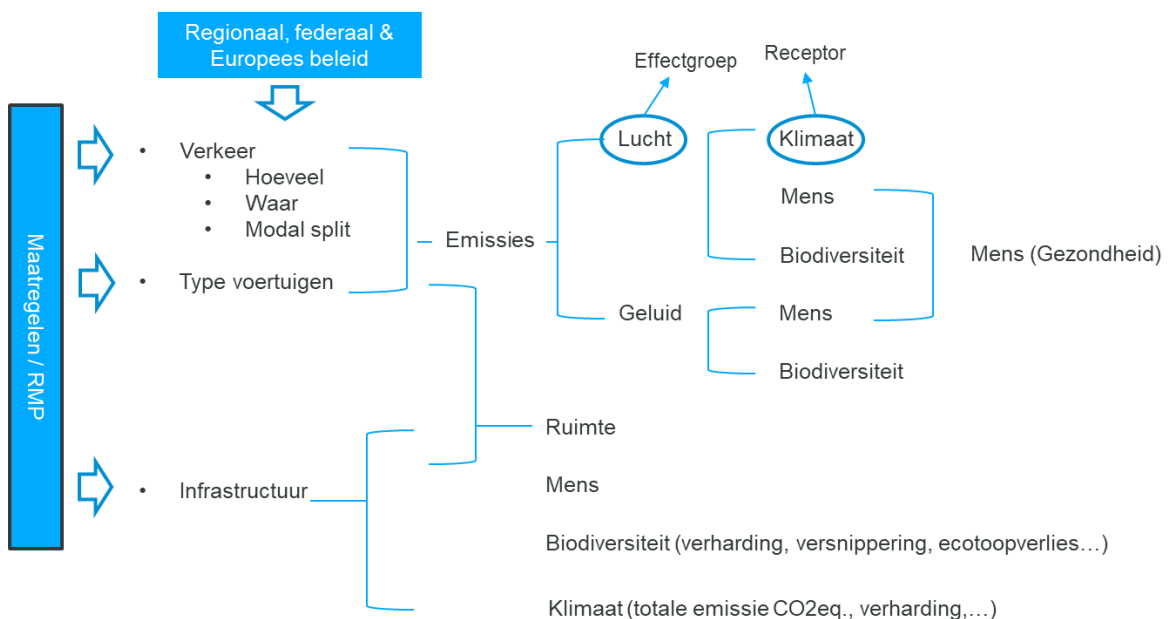 Regionaal, federaal &
Europees beleid
Effectgroep
Receptor
Maatregelen / RMP
• Verkeer
• Hoeveel
• Waar
• Modal split
• Type voertuigen
• Infrastructuur
Emissies
Lucht
Klimaat
Mens
Biodiversiteit
Mens (Gezondheid)
Geluid
Mens
Biodiversiteit
Ruimte
Mens
Biodiversiteit (verharding, versnippering, ecotoopverlies…)
Klimaat (totale emissie CO2eq., verharding,…)